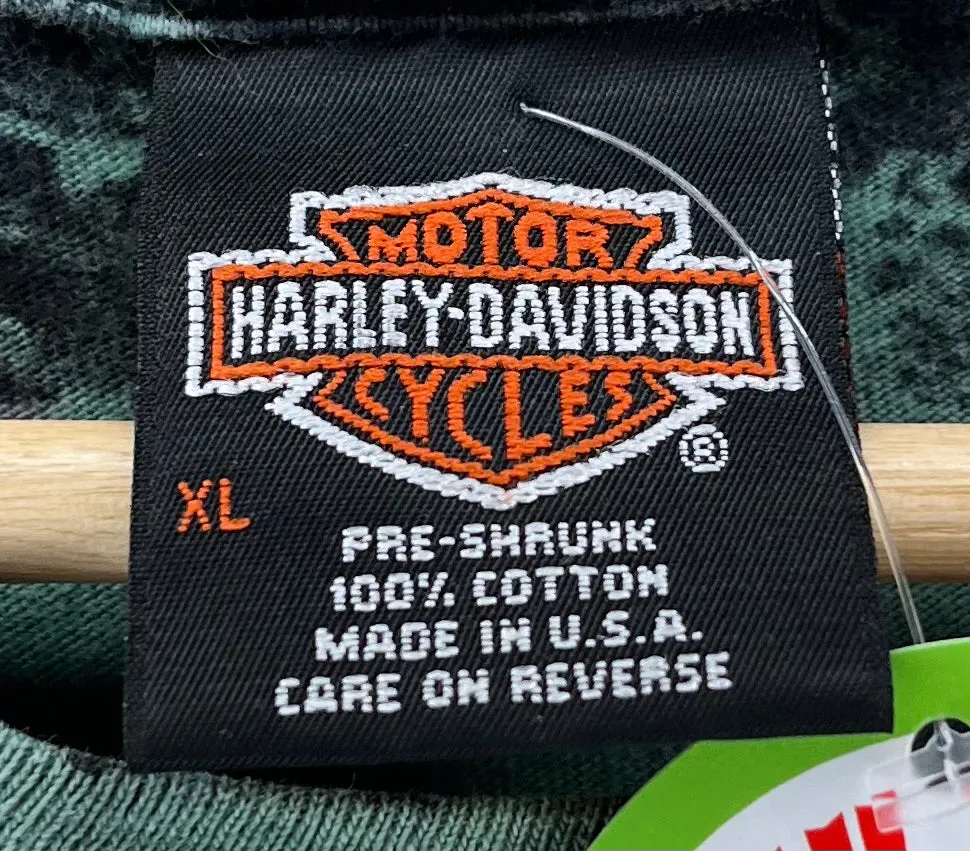 MOTOR
HARLEY-DAVIDSON
CYCLES
®
XL
PRE-SHRUNK
100% COTTON
MADE IN U.S.A.
CARE ON REVERSE